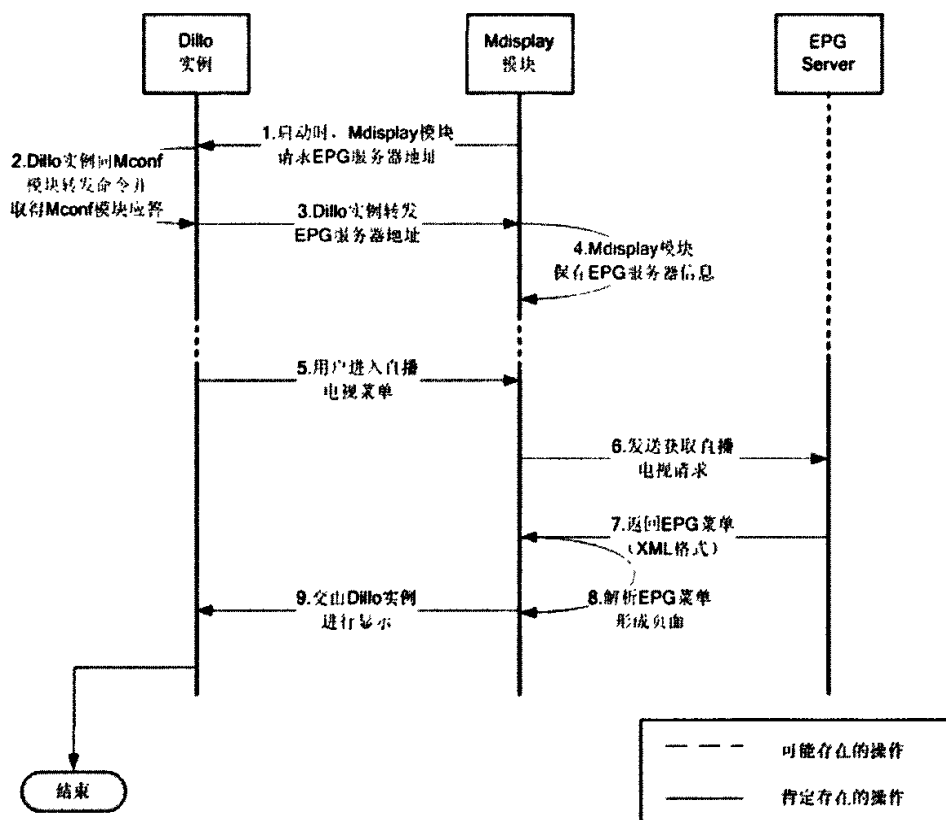 Dillo
实例
Mdisplay
模块
EPG
Server
1.启动时，Mdisplay模块
请求EPG服务器地址
2.Dillo实例向Mconf
模块转发命令并
取得Mconf模块应答
3.Dillo实例转发
EPG服务器地址
4.Mdisplay模块
保存EPG服务器信息
5.用户进入直播
电视菜单
6.发送获取直播
电视请求
7.返回EPG菜单
（XML格式）
8.解析EPG菜单
形成页面
9.交由Dillo实例
进行显示
结束
可能存在的操作
肯定存在的操作